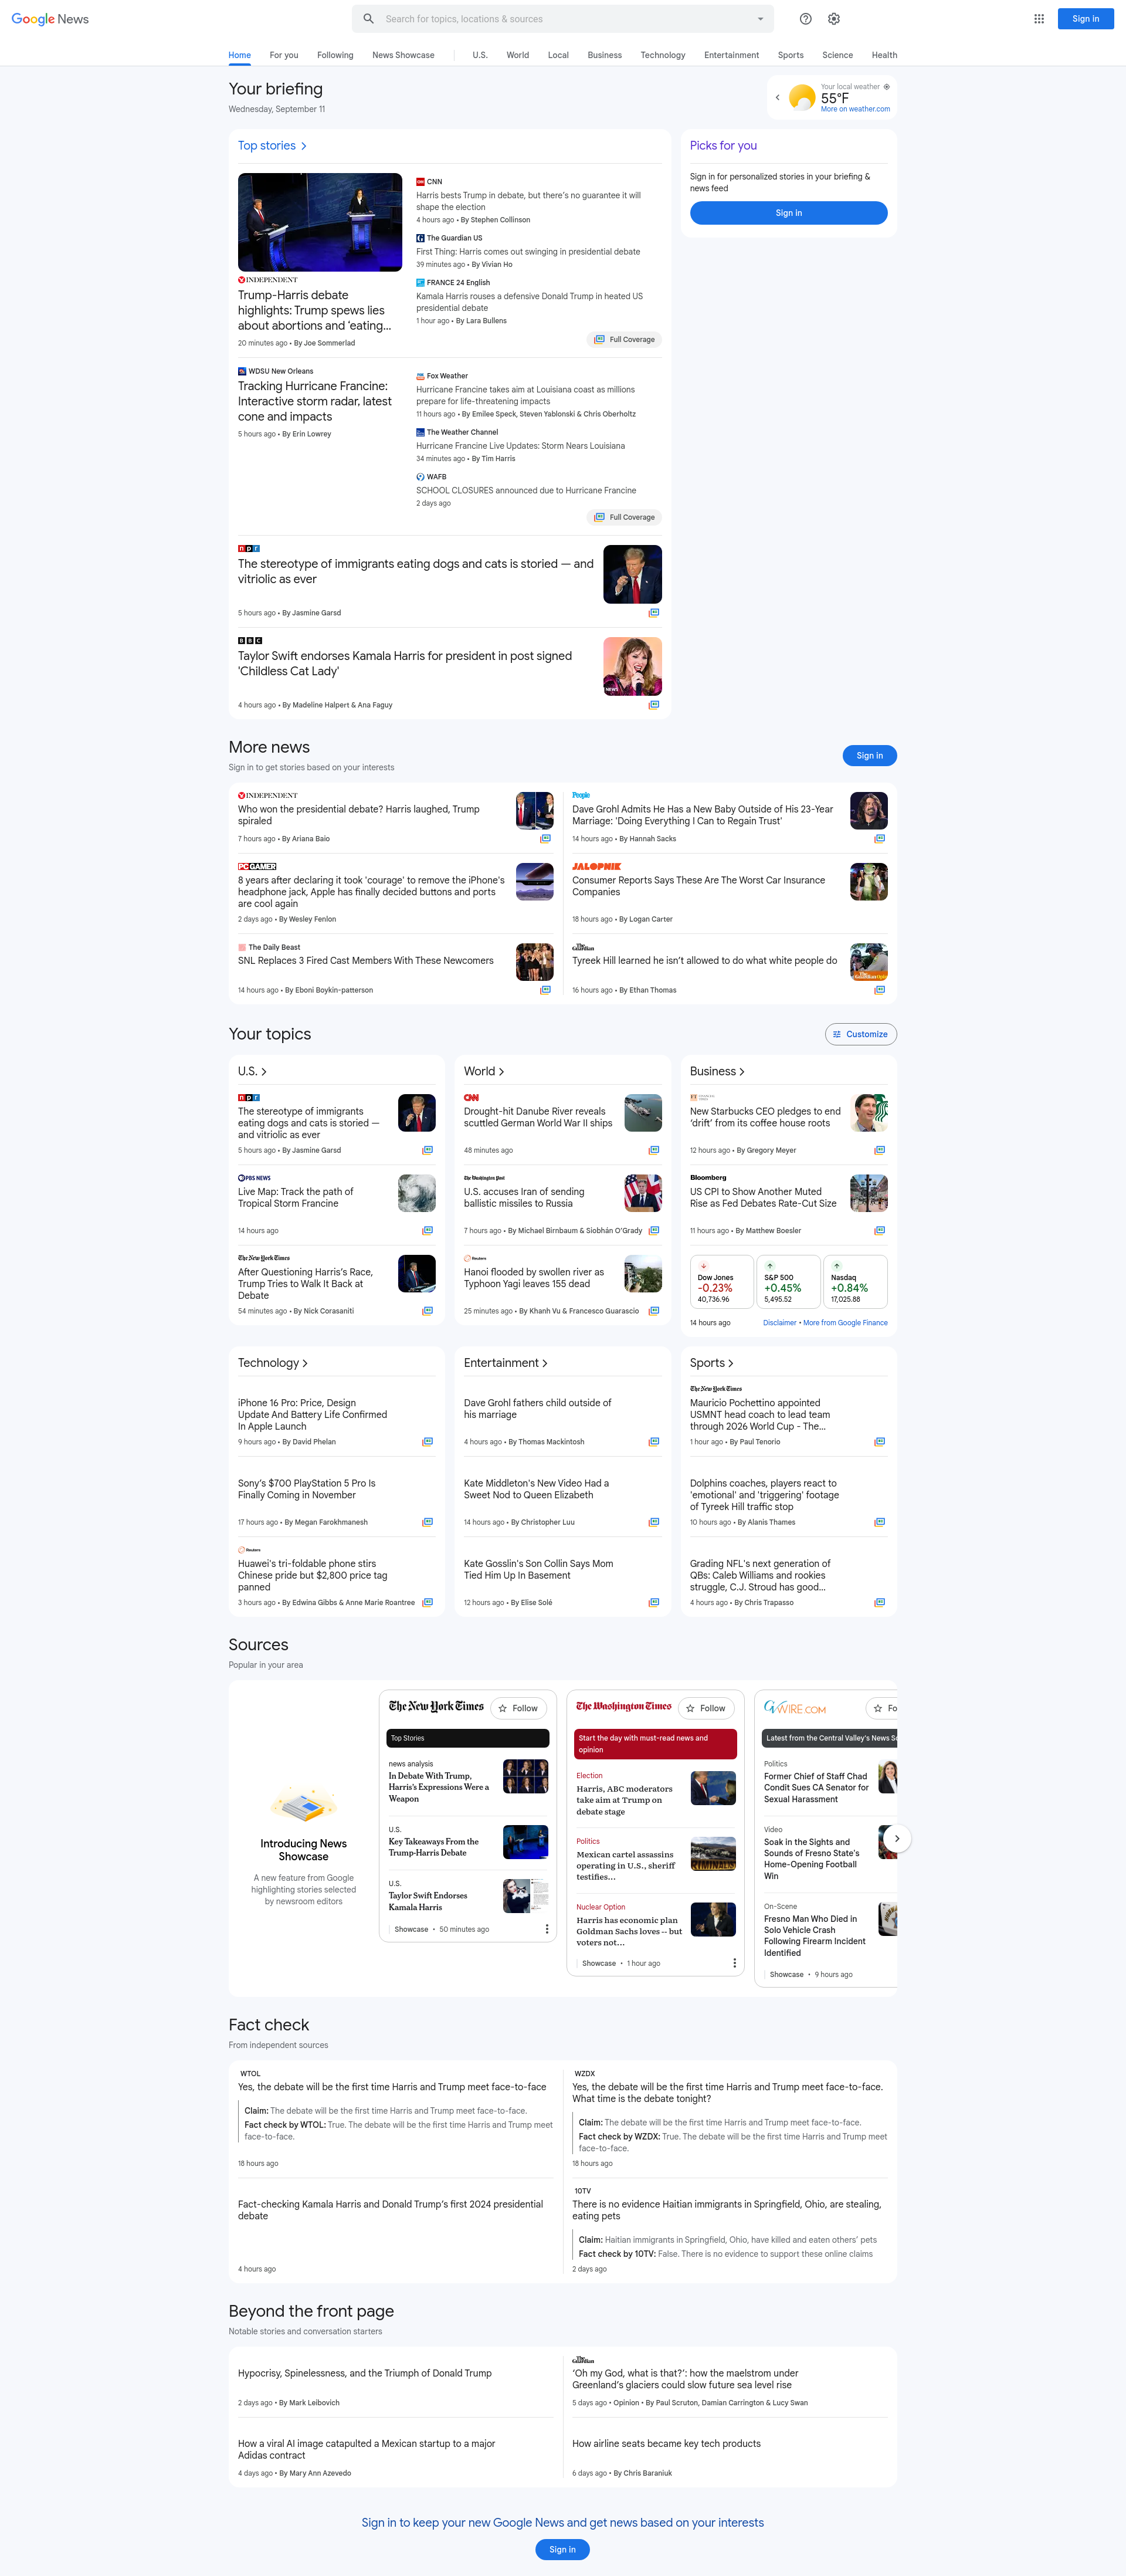 Google News
Search for topics, locations & sources
Sign in
Home
For you
Following
News Showcase
U.S.
World
Local
Business
Technology
Entertainment
Sports
Science
Health
Your briefing
Wednesday, September 11
Your local weather
55°F
More on weather.com
Top stories
INDEPENDENT
Trump-Harris debate
highlights: Trump spews lies
about abortions and ‘eating...
20 minutes ago • By Joe Sommerlad
CNN
Harris bests Trump in debate, but there’s no guarantee it will
shape the election
4 hours ago • By Stephen Collinson
The Guardian US
First Thing: Harris comes out swinging in presidential debate
39 minutes ago • By Vivian Ho
FRANCE 24 English
Kamala Harris rouses a defensive Donald Trump in heated US
presidential debate
1 hour ago • By Lara Bullens
Full Coverage
WDSU New Orleans
Tracking Hurricane Francine:
Interactive storm radar, latest
cone and impacts
5 hours ago • By Erin Lowrey
Fox Weather
Hurricane Francine takes aim at Louisiana coast as millions
prepare for life-threatening impacts
11 hours ago • By Emilee Speck, Steven Yablonski & Chris Oberholtz
The Weather Channel
Hurricane Francine Live Updates: Storm Nears Louisiana
34 minutes ago • By Tim Harris
WAFB
SCHOOL CLOSURES announced due to Hurricane Francine
2 days ago
Full Coverage
npr
The stereotype of immigrants eating dogs and cats is storied — and
vitriolic as ever
5 hours ago • By Jasmine Garsd
BBC
Taylor Swift endorses Kamala Harris for president in post signed
'Childless Cat Lady'
4 hours ago • By Madeline Halpert & Ana Faguy
Picks for you
Sign in for personalized stories in your briefing &
news feed
Sign in
More news
Sign in to get stories based on your interests
Sign in
INDEPENDENT
Who won the presidential debate? Harris laughed, Trump
spiraled
7 hours ago • By Ariana Baio
People
Dave Grohl Admits He Has a New Baby Outside of His 23-Year
Marriage: 'Doing Everything I Can to Regain Trust'
14 hours ago • By Hannah Sacks
PC GAMER
8 years after declaring it took 'courage' to remove the iPhone's
headphone jack, Apple has finally decided buttons and ports
are cool again
2 days ago • By Wesley Fenlon
JALOPNIK
Consumer Reports Says These Are The Worst Car Insurance
Companies
18 hours ago • By Logan Carter
The Daily Beast
SNL Replaces 3 Fired Cast Members With These Newcomers
14 hours ago • By Eboni Boykin-patterson
The Guardian
Tyreek Hill learned he isn’t allowed to do what white people do
16 hours ago • By Ethan Thomas
Your topics
Customize
U.S.
npr
The stereotype of immigrants
eating dogs and cats is storied —
and vitriolic as ever
5 hours ago • By Jasmine Garsd
PBS NEWS
Live Map: Track the path of
Tropical Storm Francine
14 hours ago
The New York Times
After Questioning Harris’s Race,
Trump Tries to Walk It Back at
Debate
54 minutes ago • By Nick Corasaniti
World
CNN
Drought-hit Danube River reveals
scuttled German World War II ships
48 minutes ago
The Washington Post
U.S. accuses Iran of sending
ballistic missiles to Russia
7 hours ago • By Michael Birnbaum & Siobhán O'Grady
Reuters
Hanoi flooded by swollen river as
Typhoon Yagi leaves 155 dead
25 minutes ago • By Khanh Vu & Francesco Guarascio
Business
FT FINANCIAL TIMES
New Starbucks CEO pledges to end
‘drift’ from its coffee house roots
12 hours ago • By Gregory Meyer
Bloomberg
US CPI to Show Another Muted
Rise as Fed Debates Rate-Cut Size
11 hours ago • By Matthew Boesler
Dow Jones
-0.23%
40,736.96
S&P 500
+0.45%
5,495.52
Nasdaq
+0.84%
17,025.88
14 hours ago
Disclaimer • More from Google Finance
Technology
iPhone 16 Pro: Price, Design
Update And Battery Life Confirmed
In Apple Launch
9 hours ago • By David Phelan
Sony’s $700 PlayStation 5 Pro Is
Finally Coming in November
17 hours ago • By Megan Farokhmanesh
Reuters
Huawei's tri-foldable phone stirs
Chinese pride but $2,800 price tag
panned
3 hours ago • By Edwina Gibbs & Anne Marie Roantree
Entertainment
Dave Grohl fathers child outside of
his marriage
4 hours ago • By Thomas Mackintosh
Kate Middleton's New Video Had a
Sweet Nod to Queen Elizabeth
14 hours ago • By Christopher Luu
Kate Gosslin's Son Collin Says Mom
Tied Him Up In Basement
12 hours ago • By Elise Solé
Sports
The New York Times
Mauricio Pochettino appointed
USMNT head coach to lead team
through 2026 World Cup - The...
1 hour ago • By Paul Tenorio
Dolphins coaches, players react to
'emotional' and 'triggering' footage
of Tyreek Hill traffic stop
10 hours ago • By Alanis Thames
Grading NFL's next generation of
QBs: Caleb Williams and rookies
struggle, C.J. Stroud has good...
4 hours ago • By Chris Trapasso
Sources
Popular in your area
Introducing News
Showcase
A new feature from Google
highlighting stories selected
by newsroom editors
The New York Times
Follow
Top Stories
news analysis
In Debate With Trump,
Harris’s Expressions Were a
Weapon
U.S.
Key Takeaways From the
Trump-Harris Debate
U.S.
Taylor Swift Endorses
Kamala Harris
Showcase • 50 minutes ago
The Washington Times
Follow
Start the day with must-read news and
opinion
Election
Harris, ABC moderators
take aim at Trump on
debate stage
Politics
Mexican cartel assassins
operating in U.S., sheriff
testifies...
Nuclear Option
Harris has economic plan
Goldman Sachs loves -- but
voters not...
Showcase • 1 hour ago
GVWIRE.COM
Fo
Latest from the Central Valley's News So
Politics
Former Chief of Staff Chad
Condit Sues CA Senator for
Sexual Harassment
Video
Soak in the Sights and
Sounds of Fresno State's
Home-Opening Football
Win
On-Scene
Fresno Man Who Died in
Solo Vehicle Crash
Following Firearm Incident
Identified
Showcase • 9 hours ago
Fact check
From independent sources
WTOL
Yes, the debate will be the first time Harris and Trump meet face-to-face
Claim: The debate will be the first time Harris and Trump meet face-to-face.
Fact check by WTOL: True. The debate will be the first time Harris and Trump meet
face-to-face.
18 hours ago
WZDX
Yes, the debate will be the first time Harris and Trump meet face-to-face.
What time is the debate tonight?
Claim: The debate will be the first time Harris and Trump meet face-to-face.
Fact check by WZDX: True. The debate will be the first time Harris and Trump meet
face-to-face.
18 hours ago
Fact-checking Kamala Harris and Donald Trump’s first 2024 presidential
debate
4 hours ago
10TV
There is no evidence Haitian immigrants in Springfield, Ohio, are stealing,
eating pets
Claim: Haitian immigrants in Springfield, Ohio, have killed and eaten others’ pets
Fact check by 10TV: False. There is no evidence to support these online claims
2 days ago
Beyond the front page
Notable stories and conversation starters
Hypocrisy, Spinelessness, and the Triumph of Donald Trump
2 days ago • By Mark Leibovich
The Guardian
‘Oh my God, what is that?’: how the maelstrom under
Greenland’s glaciers could slow future sea level rise
5 days ago • Opinion • By Paul Scruton, Damian Carrington & Lucy Swan
How a viral AI image catapulted a Mexican startup to a major
Adidas contract
4 days ago • By Mary Ann Azevedo
How airline seats became key tech products
6 days ago • By Chris Baraniuk
Sign in to keep your new Google News and get news based on your interests
Sign in